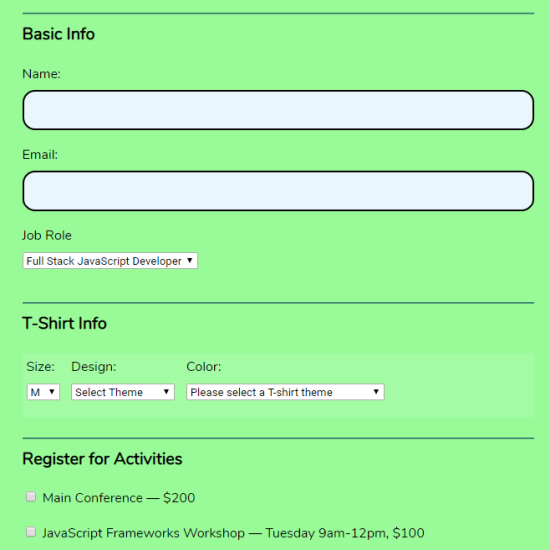 Basic Info
Name:
Email:
Job Role
Full Stack JavaScript Developer
T-Shirt Info
Size: Design: Color:
M Select Theme Please select a T-shirt theme
Register for Activities
Main Conference — $200
JavaScript Frameworks Workshop — Tuesday 9am-12pm, $100